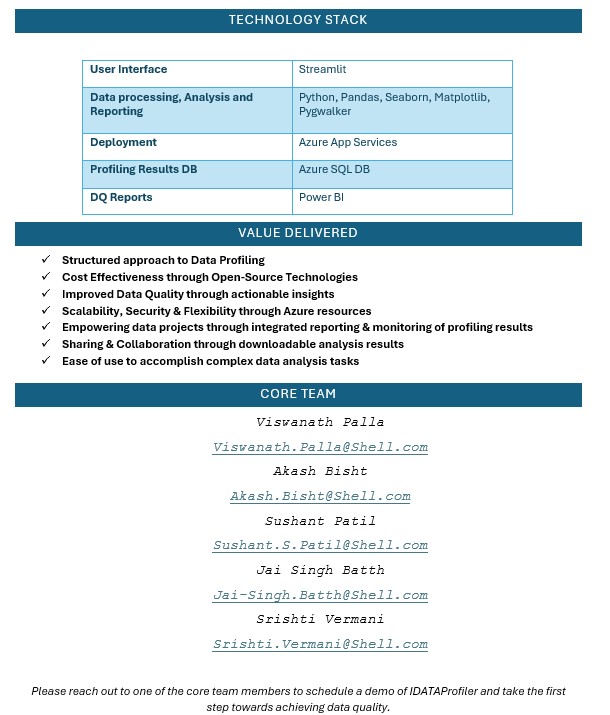 TECHNOLOGY STACK
User Interface Streamlit
Data processing, Analysis and Reporting Python, Pandas, Seaborn, Matplotlib, Pygwalker
Deployment Azure App Services
Profiling Results DB Azure SQL DB
DQ Reports Power BI
VALUE DELIVERED
✓ Structured approach to Data Profiling
✓ Cost Effectiveness through Open-Source Technologies
✓ Improved Data Quality through actionable insights
✓ Scalability, Security & Flexibility through Azure resources
✓ Empowering data projects through integrated reporting & monitoring of profiling results
✓ Sharing & Collaboration through downloadable analysis results
✓ Ease of use to accomplish complex data analysis tasks
CORE TEAM
Viswanath Palla
Viswanath.Palla@Shell.com
Akash Bisht
Akash.Bisht@Shell.com
Sushant Patil
Sushant.S.Patil@Shell.com
Jai Singh Batth
Jai-Singh.Batth@Shell.com
Srishti Vermani
Srishti.Vermani@Shell.com
Please reach out to one of the core team members to schedule a demo of IDATAProfiler and take the first
step towards achieving data quality.